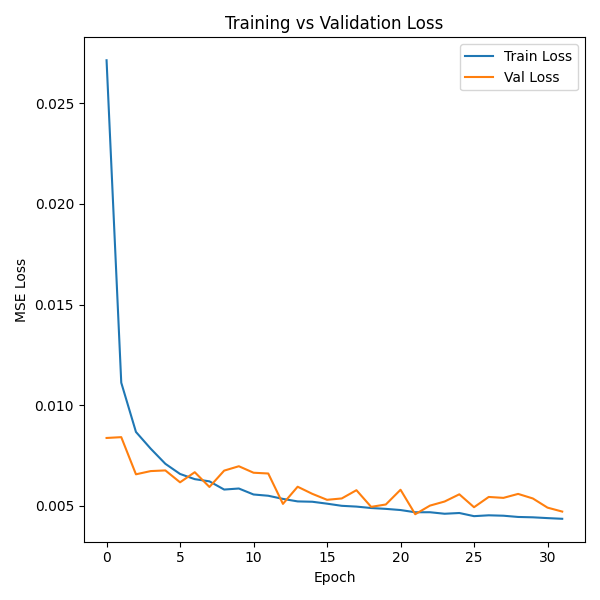 Training vs Validation Loss
Train Loss
Val Loss
0.025
0.020
0.015
0.010
0.005
MSE Loss
0 5 10 15 20 25 30
Epoch